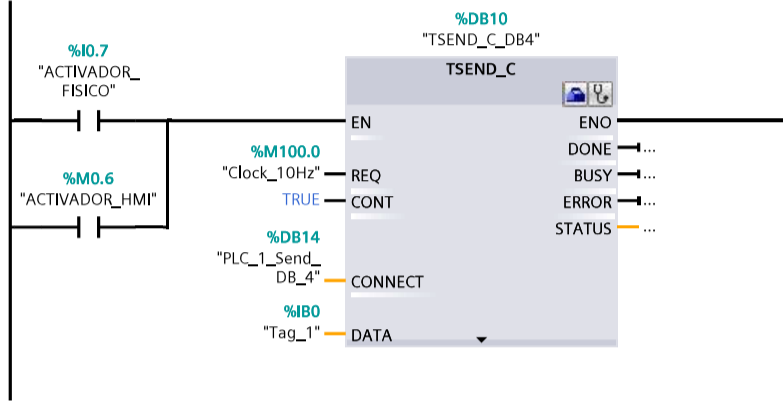 %DB10
"TSEND_C_DB4"
%I0.7
"ACTIVADOR_
FISICO"
TSEND_C
EN
ENO
%M0.6
"ACTIVADOR_HMI"
%M100.0
"Clock_10Hz"
REQ
DONE
...
BUSY
...
TRUE
CONT
ERROR
...
STATUS
...
%DB14
"PLC_1_Send_
DB_4"
CONNECT
%IB0
"Tag_1"
DATA